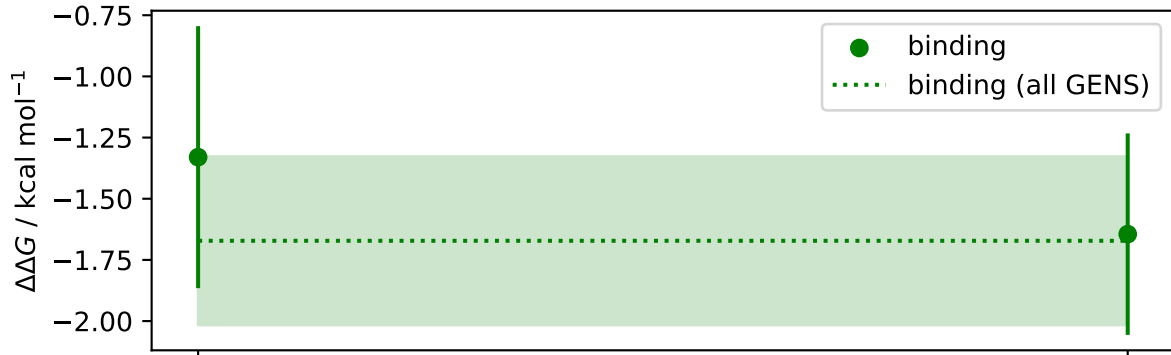 −0.75
−1.00
−1.25
−1.50
−1.75
−2.00
ΔΔG / kcal mol⁻¹
binding
binding (all GENS)